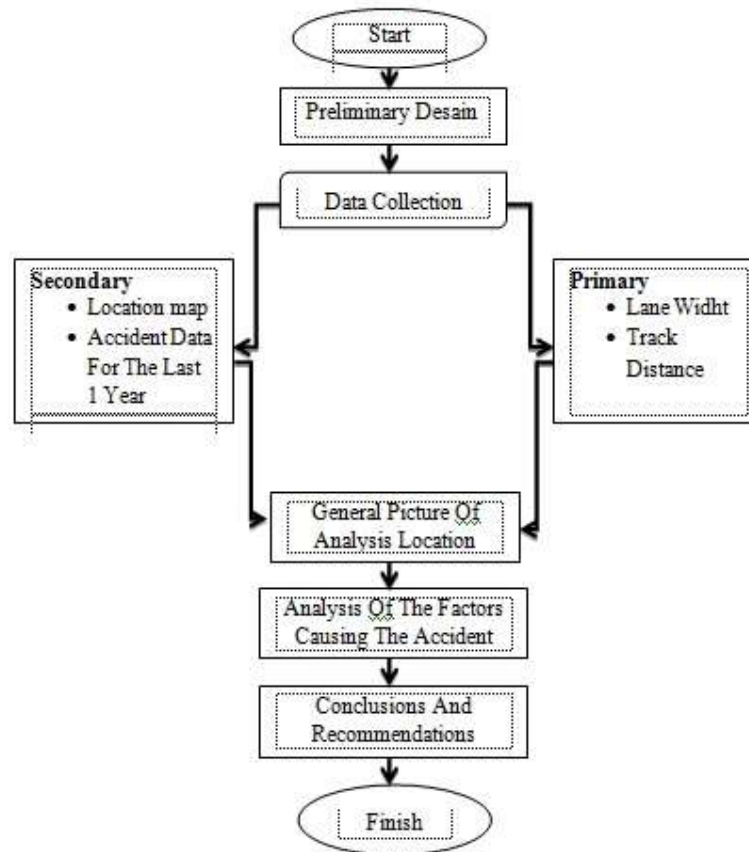 Start
Preliminary Desain
Data Collection
Secondary
• Location map
• Accident Data
For The Last
1 Year
Primary
• Lane Widht
• Track
Distance
General Picture Of
Analysis Location
Analysis Of The Factors
Causing The Accident
Conclusions And
Recommendations
Finish